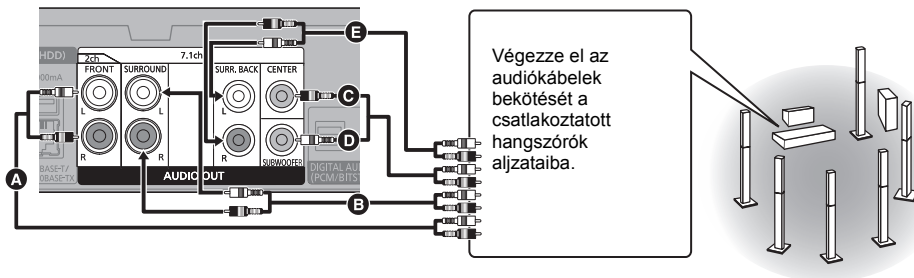 E
(HDD)
2ch
7.1ch
FRONT
SURROUND
SURR. BACK
CENTER
L
L
L
C
R
R
R
D
SUBWOOFER
A
AUDIO OUT
DIGITAL AU
(PCM/BITST
B
Végezze el az
audiókábelek
bekötését a
csatlakoztatott
hangszórók
aljzataiba.